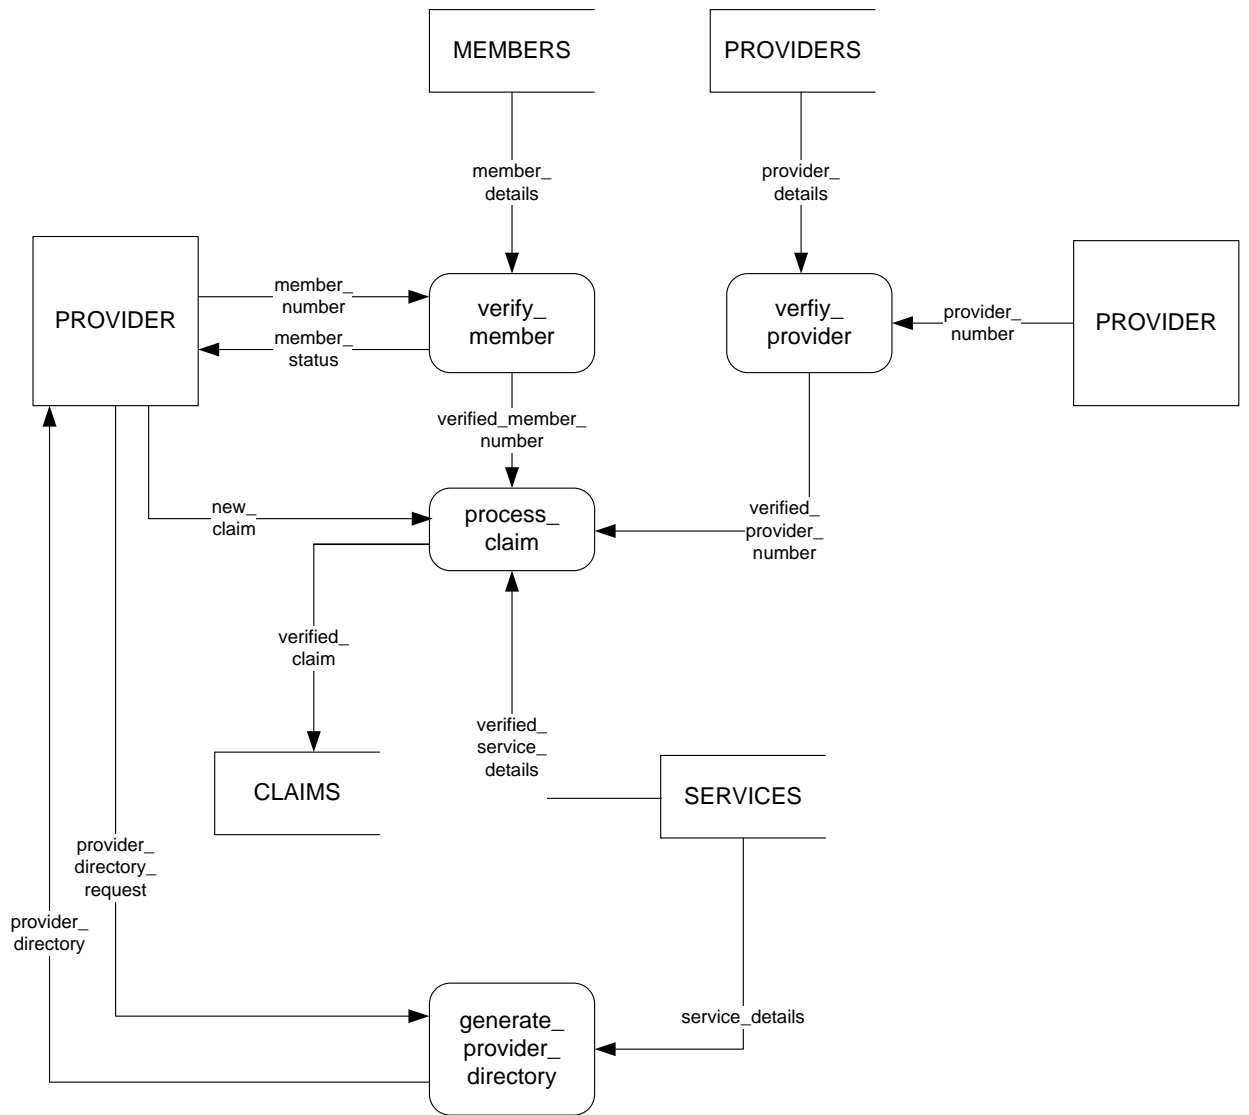 MEMBERS
PROVIDERS
member_
details
provider_
details
PROVIDER
member_
number
member_
status
verify_
member
verfiy_
provider
provider_
number
PROVIDER
verified_member_
number
new_
claim
process_
claim
verified_
provider_
number
verified_
claim
verified_
service_
details
CLAIMS
SERVICES
provider_
directory_
request
provider_
directory
generate_
provider_
directory
service_details